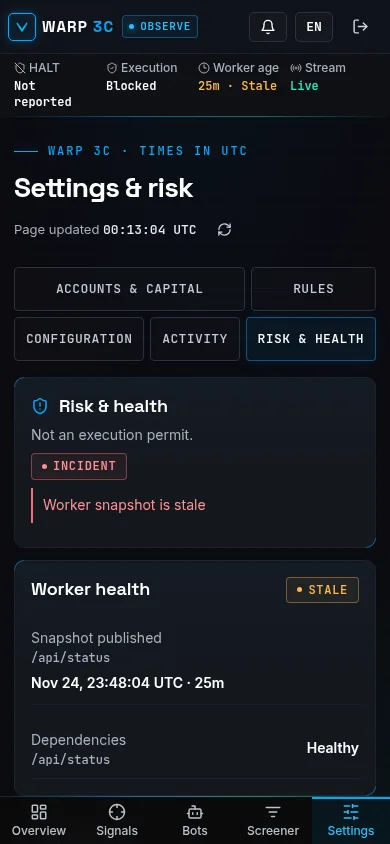 WARP 3C OBSERVE EN
HALT Execution Worker age Stream
Not reported Blocked 25m · Stale Live
WARP 3C · TIMES IN UTC
Settings & risk
Page updated 00:13:04 UTC
ACCOUNTS & CAPITAL RULES
CONFIGURATION ACTIVITY RISK & HEALTH
Risk & health
Not an execution permit.
INCIDENT
Worker snapshot is stale
Worker health STALE
Snapshot published
/api/status
Nov 24, 23:48:04 UTC · 25m
Dependencies
/api/status
Healthy
Overview Signals Bots Screener Settings